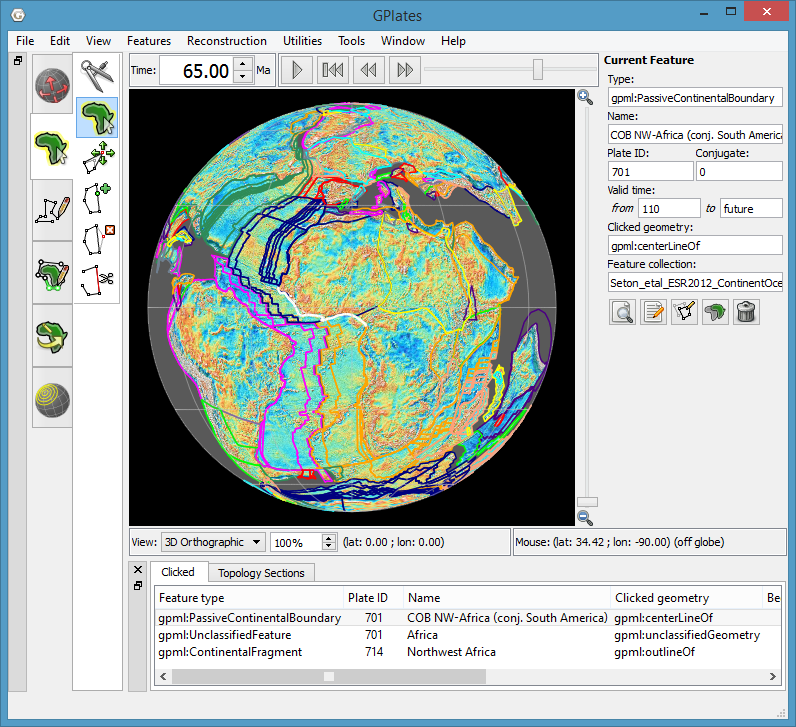 GPlates
File Edit View Features Reconstruction Utilities Tools Window Help
Time: 65.00 Ma
Current Feature
Type:
gpml:PassiveContinentalBoundary
Name:
COB NW-Africa (conj. South America
Plate ID: Conjugate:
701 0
Valid time:
from 110 to future
Clicked geometry:
gpml:centerLineOf
Feature collection:
Seton_etal_ESR2012_ContinentOce
View: 3D Orthographic 100% (lat: 0.00 ; lon: 0.00) Mouse: (lat: 34.42 ; lon: -90.00) (off globe)
Clicked Topology Sections
Feature type Plate ID Name Clicked geometry Be
gpml:PassiveContinentalBoundary 701 COB NW-Africa (conj. South America) gpml:centerLineOf
gpml:UnclassifiedFeature 701 Africa gpml:unclassifiedGeometry
gpml:ContinentalFragment 714 Northwest Africa gpml:outlineOf